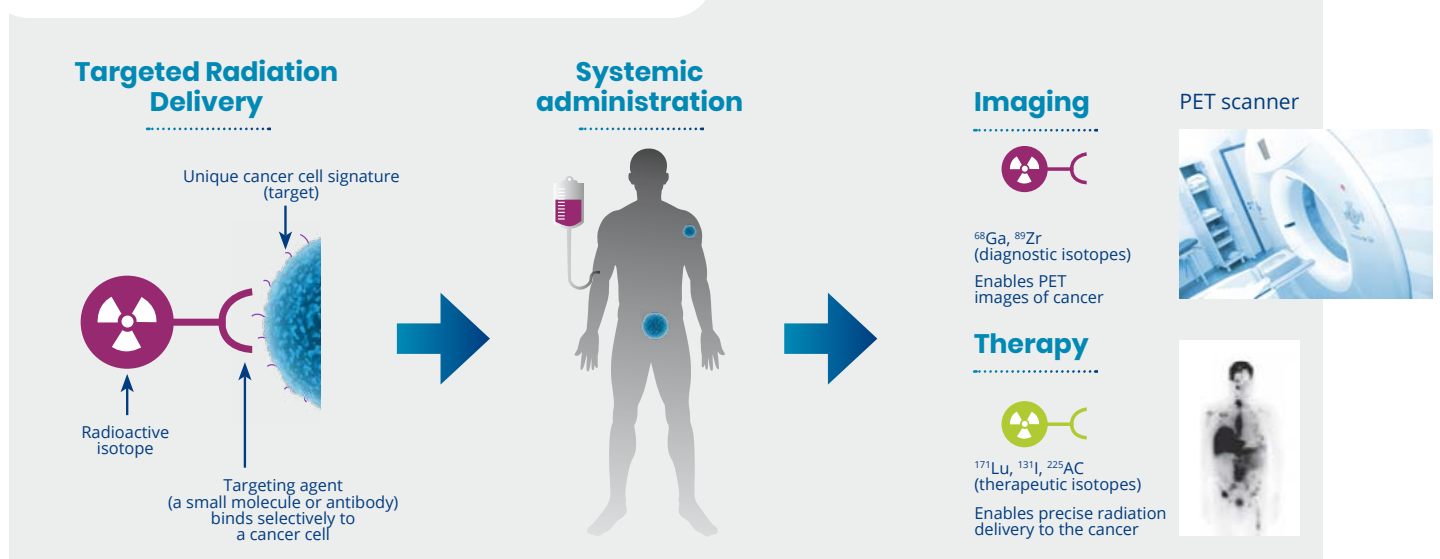 Targeted Radiation
Delivery
Unique cancer cell signature
(target)
Radioactive
isotope
Targeting agent
(a small molecule or antibody)
binds selectively to
a cancer cell
Systemic
administration
Imaging
⁶⁸Ga, ⁸⁹Zr
(diagnostic isotopes)
Enables PET
images of cancer
PET scanner
Therapy
¹⁷¹Lu, ¹³¹I, ²²⁵AC
(therapeutic isotopes)
Enables precise radiation
delivery to the cancer